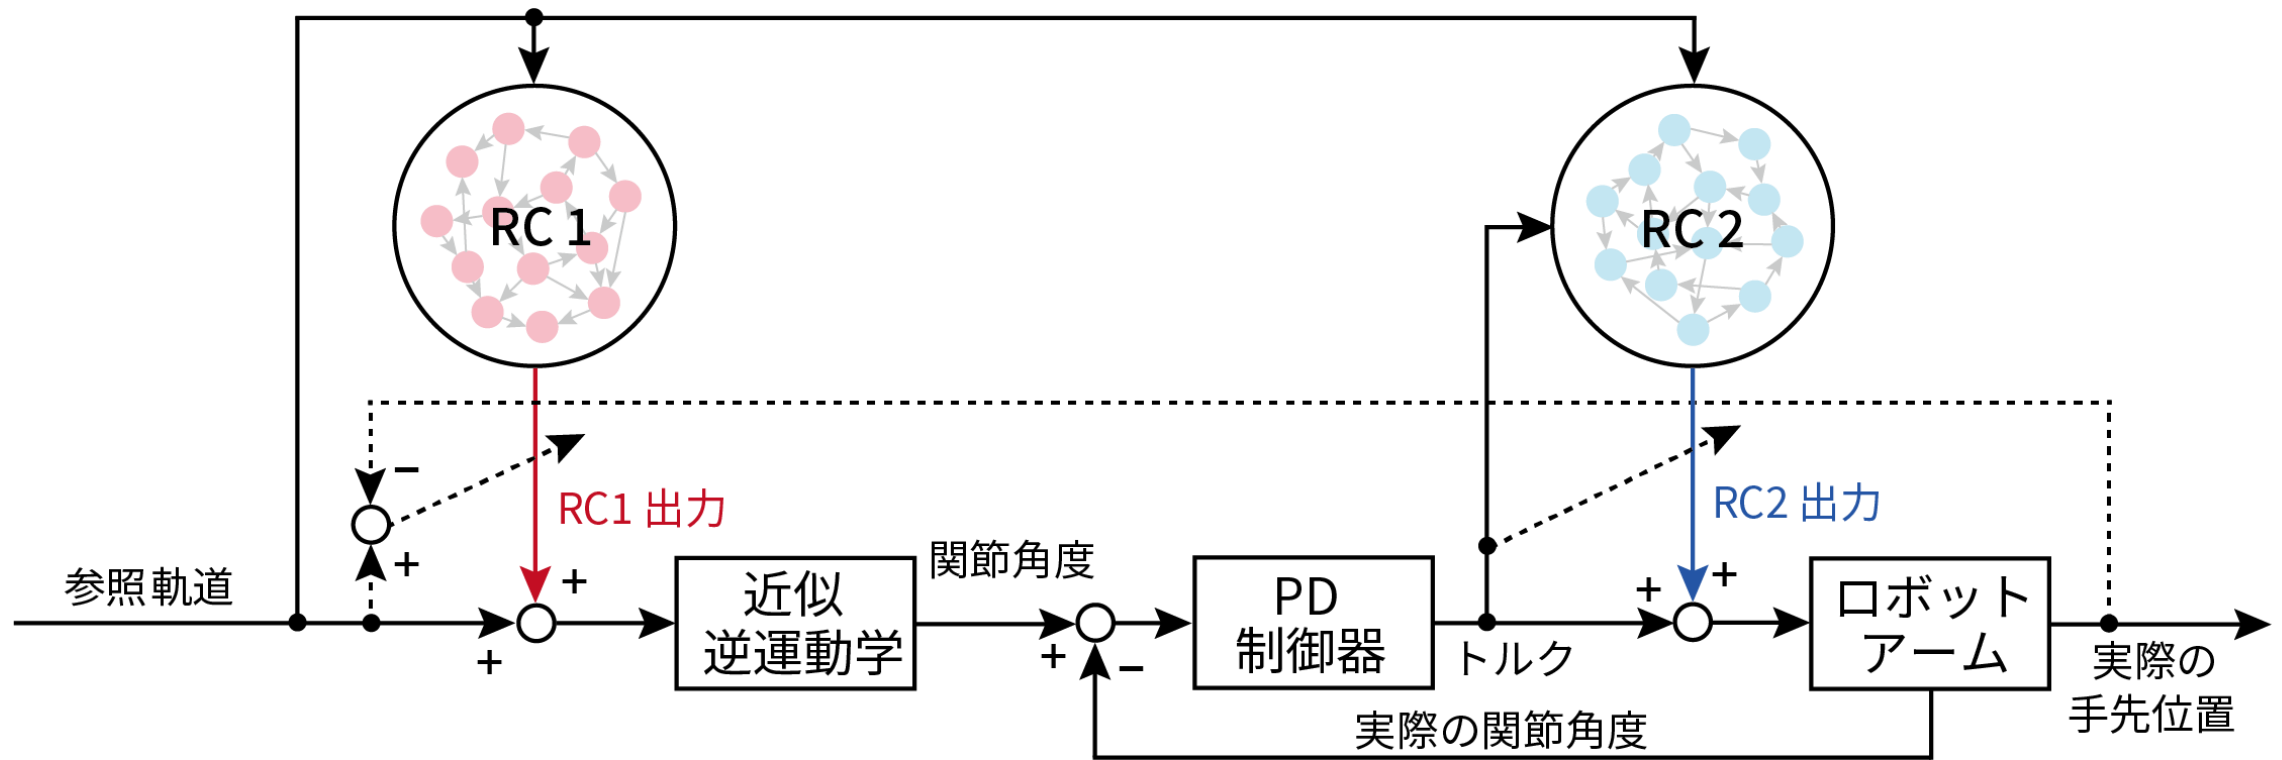 RC 1
RC 2
−
RC1 出力
RC2 出力
+
参照軌道
+
+
近似
逆運動学
関節角度
+
−
PD
制御器
トルク
+
+
ロボット
アーム
実際の
手先位置
実際の関節角度